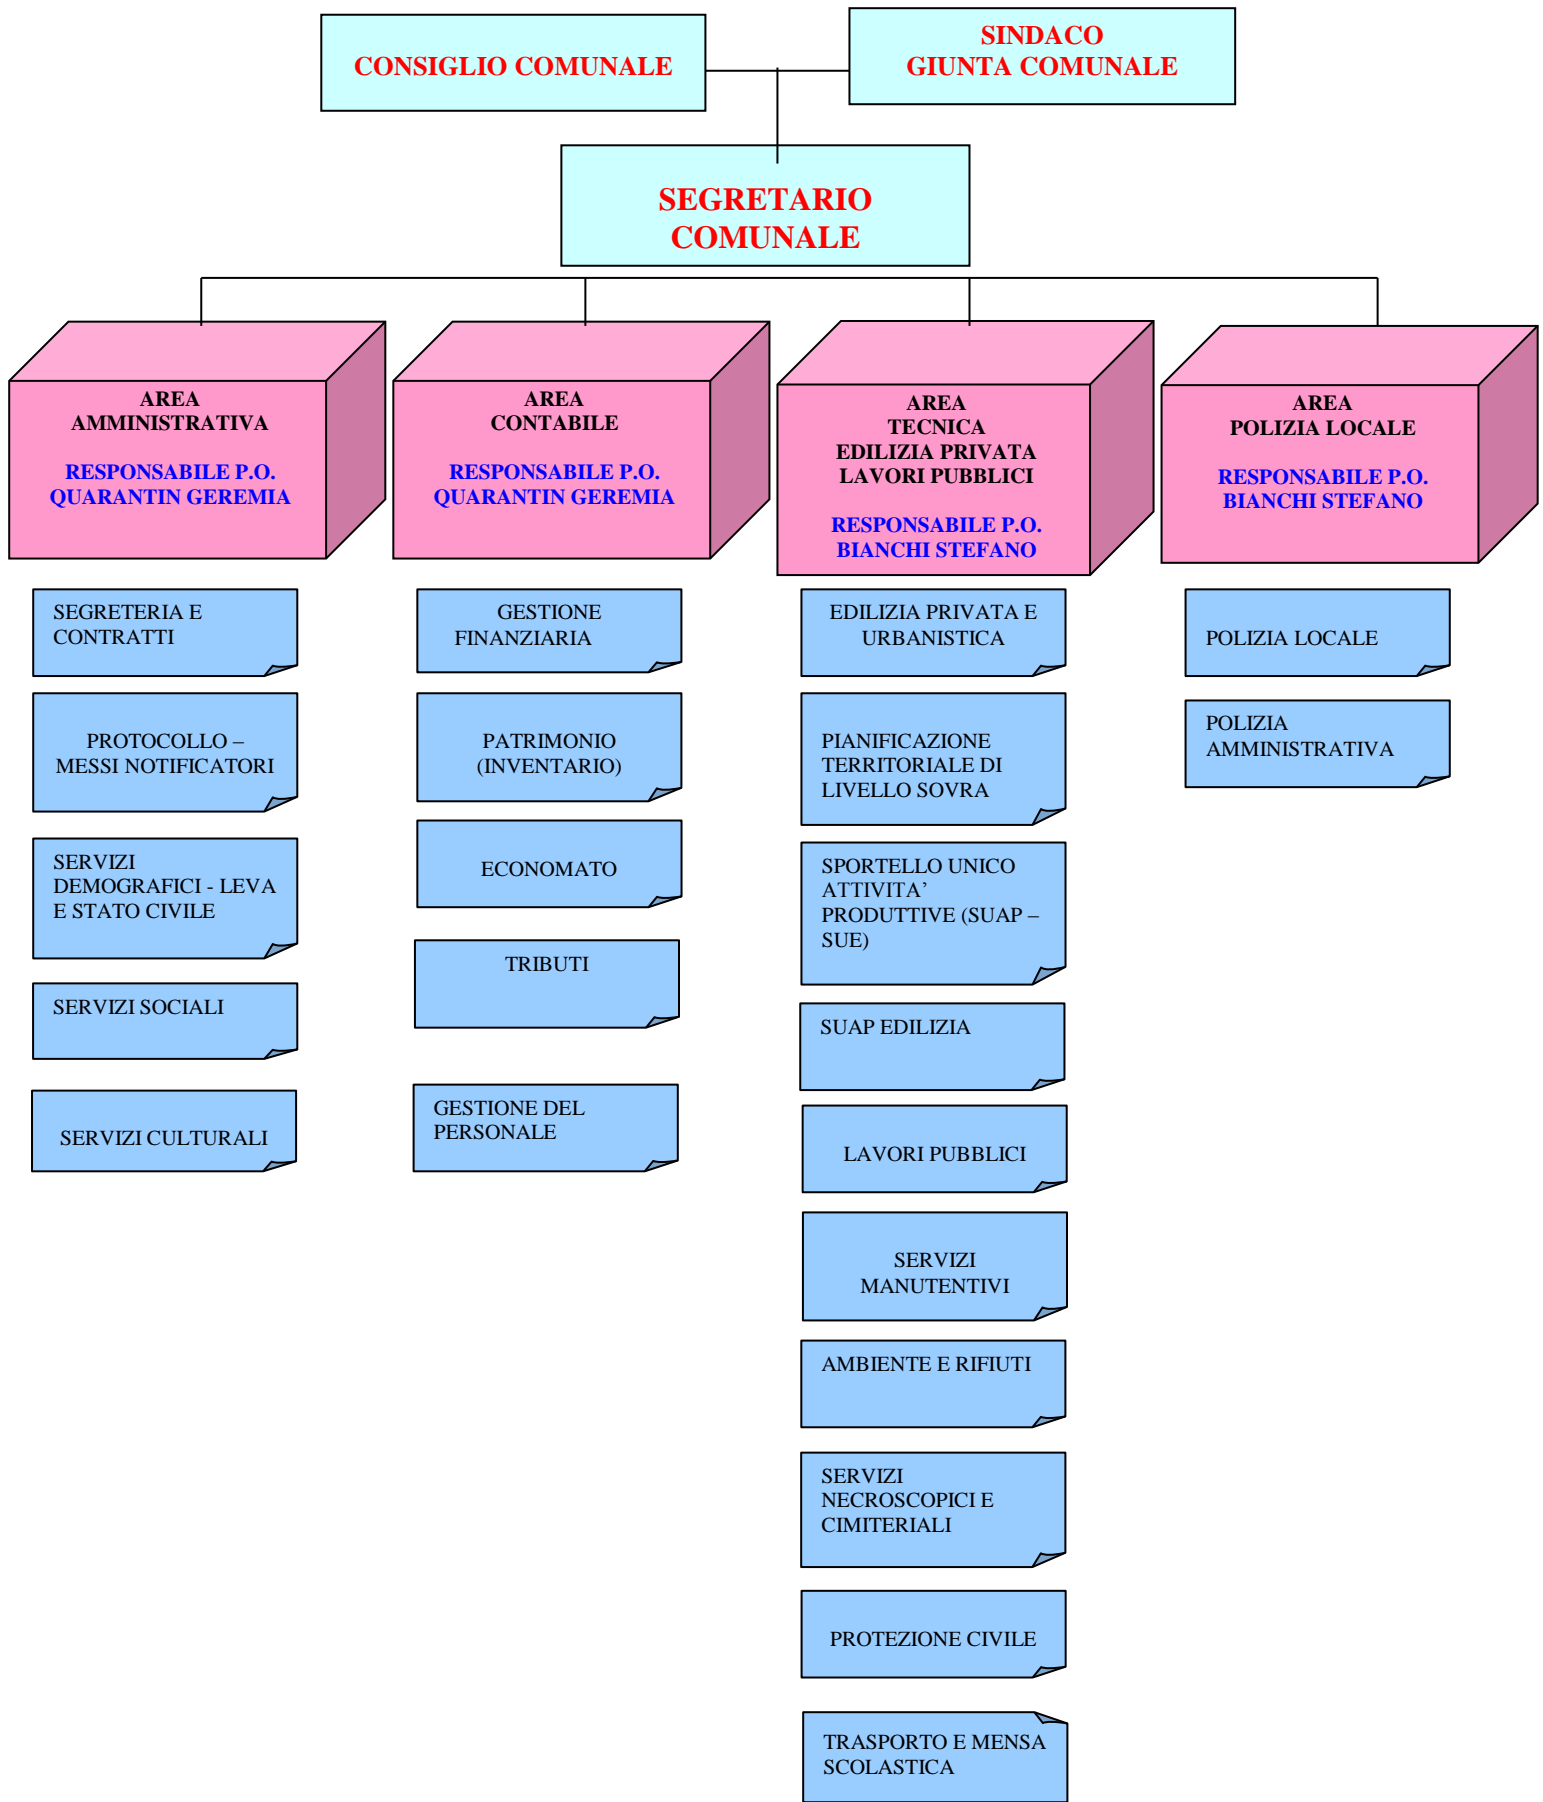 CONSIGLIO COMUNALE
SINDACO
GIUNTA COMUNALE
SEGRETARIO
COMUNALE
AREA
AMMINISTRATIVA
RESPONSABILE P.O.
QUARANTIN GEREMIA
AREA
CONTABILE
RESPONSABILE P.O.
QUARANTIN GEREMIA
AREA
TECNICA
EDILIZIA PRIVATA
LAVORI PUBBLICI
RESPONSABILE P.O.
BIANCHI STEFANO
AREA
POLIZIA LOCALE
RESPONSABILE P.O.
BIANCHI STEFANO
SEGRETERIA E
CONTRATTI
PROTOCOLLO –
MESSI NOTIFICATORI
SERVIZI
DEMOGRAFICI - LEVA
E STATO CIVILE
SERVIZI SOCIALI
SERVIZI CULTURALI
GESTIONE
FINANZIARIA
PATRIMONIO
(INVENTARIO)
ECONOMATO
TRIBUTI
GESTIONE DEL
PERSONALE
EDILIZIA PRIVATA E
URBANISTICA
PIANIFICAZIONE
TERRITORIALE DI
LIVELLO SOVRA
SPORTELLO UNICO
ATTIVITA’
PRODUTTIVE (SUAP –
SUE)
SUAP EDILIZIA
LAVORI PUBBLICI
SERVIZI
MANUTENTIVI
AMBIENTE E RIFIUTI
SERVIZI
NECROSCOPICI E
CIMITERIALI
PROTEZIONE CIVILE
TRASPORTO E MENSA
SCOLASTICA
POLIZIA LOCALE
POLIZIA
AMMINISTRATIVA